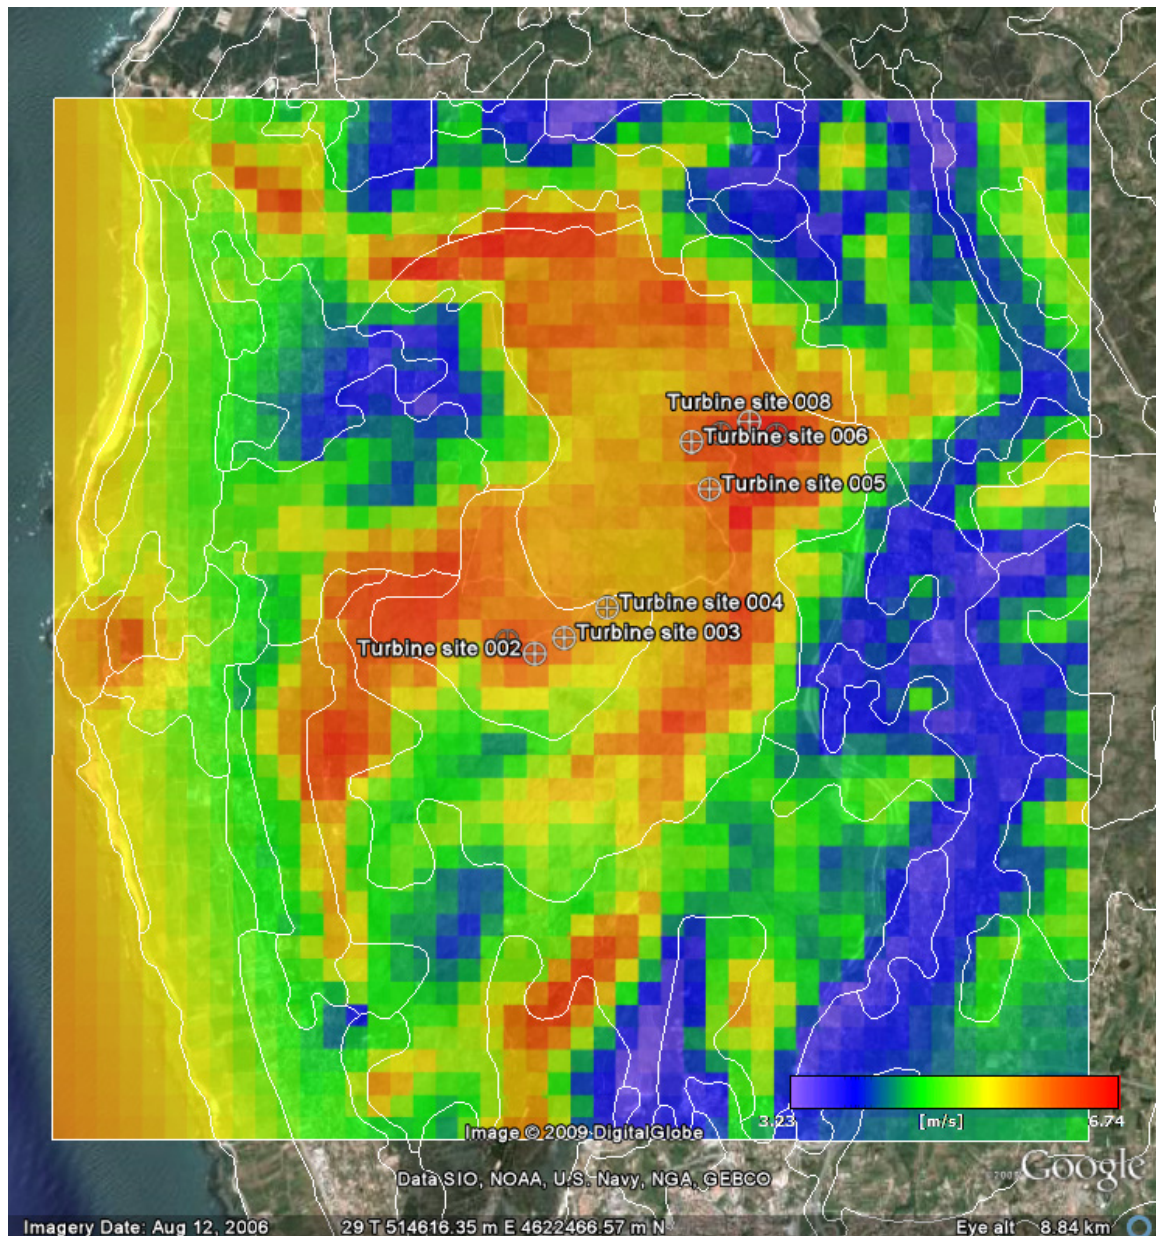 Turbine site 008
Turbine site 006
Turbine site 005
Turbine site 004
Turbine site 003
Turbine site 002
3.23 [m/s] 6.74
Image © 2009 DigitalGlobe
Data SIO, NOAA, U.S. Navy, NGA, GEBCO
Google
Imagery Date: Aug 12, 2006 29 T 514616.35 m E 4622466.57 m N Eye alt 8.84 km